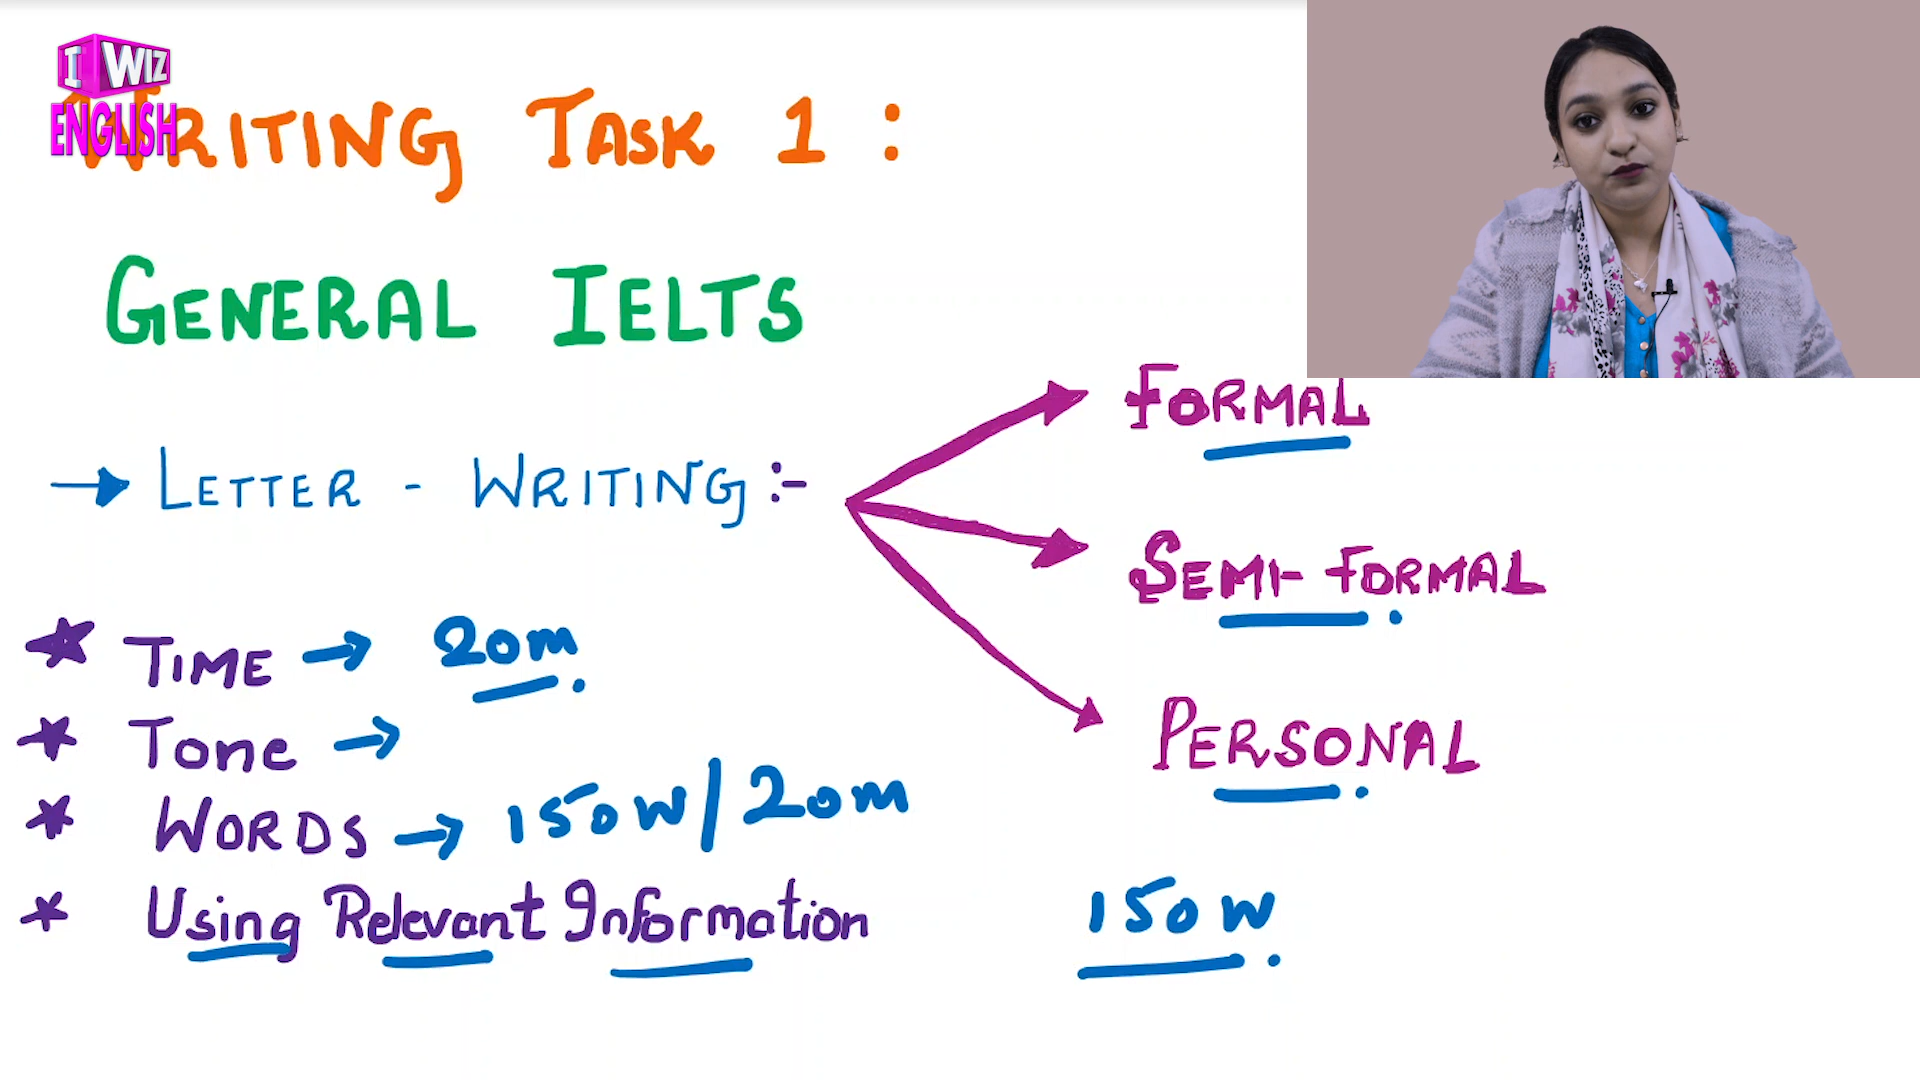 I WIZ
ENGLISH
WRITING TASK 1 :
GENERAL IELTS
→ LETTER - WRITING :-
FORMAL
SEMI-FORMAL
PERSONAL
★ TIME → 20m.
★ Tone →
★ WORDS → 150W/20m
★ Using Relevant Information
150W.